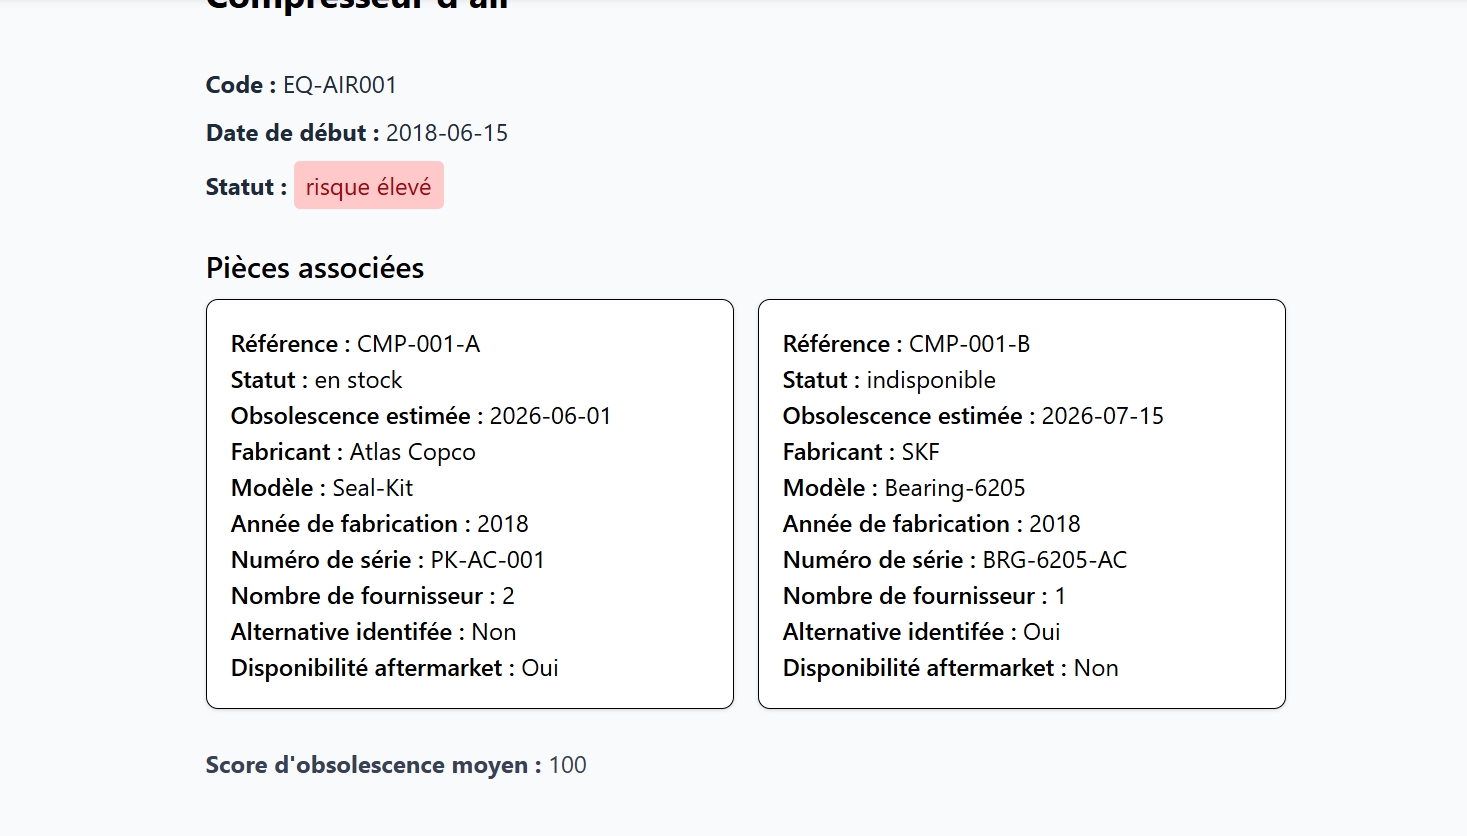 Compresseur d'air
Code : EQ-AIR001
Date de début : 2018-06-15
Statut : risque élevé
Pièces associées
Référence : CMP-001-A
Statut : en stock
Obsolescence estimée : 2026-06-01
Fabricant : Atlas Copco
Modèle : Seal-Kit
Année de fabrication : 2018
Numéro de série : PK-AC-001
Nombre de fournisseur : 2
Alternative identifée : Non
Disponibilité aftermarket : Oui
Référence : CMP-001-B
Statut : indisponible
Obsolescence estimée : 2026-07-15
Fabricant : SKF
Modèle : Bearing-6205
Année de fabrication : 2018
Numéro de série : BRG-6205-AC
Nombre de fournisseur : 1
Alternative identifée : Oui
Disponibilité aftermarket : Non
Score d'obsolescence moyen : 100